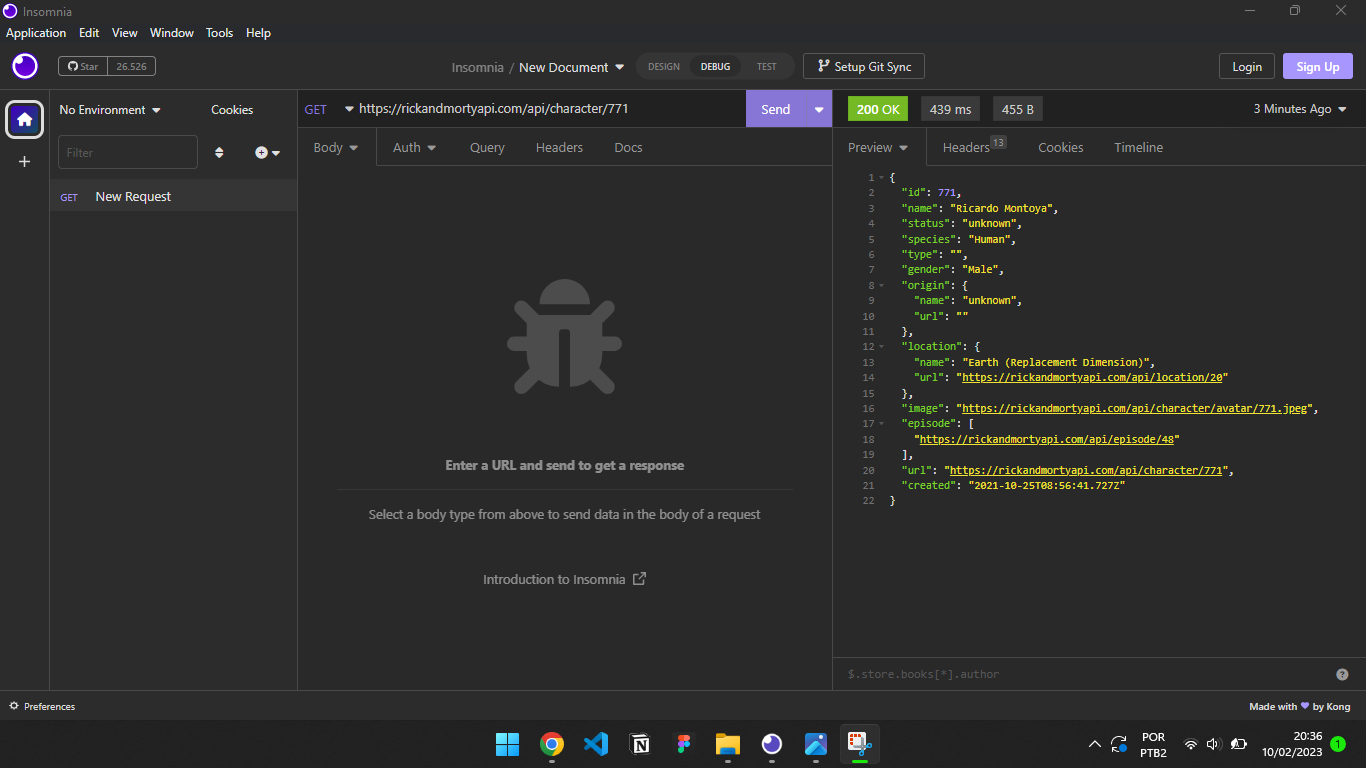 Insomnia
Application Edit View Window Tools Help
Star 26.526
Insomnia / New Document
DESIGN DEBUG TEST
Setup Git Sync
Login Sign Up
No Environment Cookies
Filter
GET New Request
GET https://rickandmortyapi.com/api/character/771 Send
Body Auth Query Headers Docs
Enter a URL and send to get a response
Select a body type from above to send data in the body of a request
Introduction to Insomnia
200 OK 439 ms 455 B 3 Minutes Ago
Preview Headers 13 Cookies Timeline
1 {
2 "id": 771,
3 "name": "Ricardo Montoya",
4 "status": "unknown",
5 "species": "Human",
6 "type": "",
7 "gender": "Male",
8 "origin": {
9 "name": "unknown",
10 "url": ""
11 },
12 "location": {
13 "name": "Earth (Replacement Dimension)",
14 "url": "https://rickandmortyapi.com/api/location/20"
15 },
16 "image": "https://rickandmortyapi.com/api/character/avatar/771.jpeg",
17 "episode": [
18 "https://rickandmortyapi.com/api/episode/48"
19 ],
20 "url": "https://rickandmortyapi.com/api/character/771",
21 "created": "2021-10-25T08:56:41.727Z"
22 }
$.store.books[*].author
Preferences
Made with by Kong
POR
PTB2
20:36
10/02/2023
1